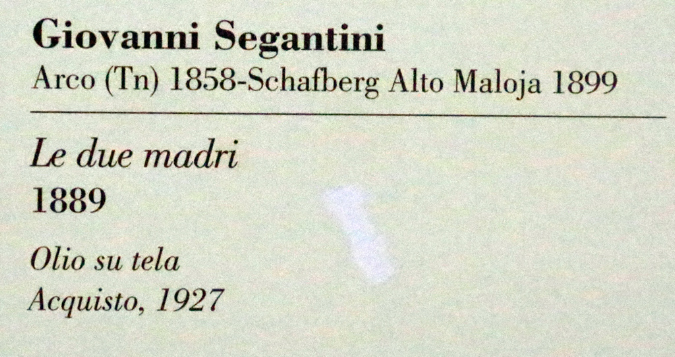 Giovanni Segantini
Arco (Tn) 1858-Schafberg Alto Maloja 1899
Le due madri
1889
Olio su tela
Acquisto, 1927